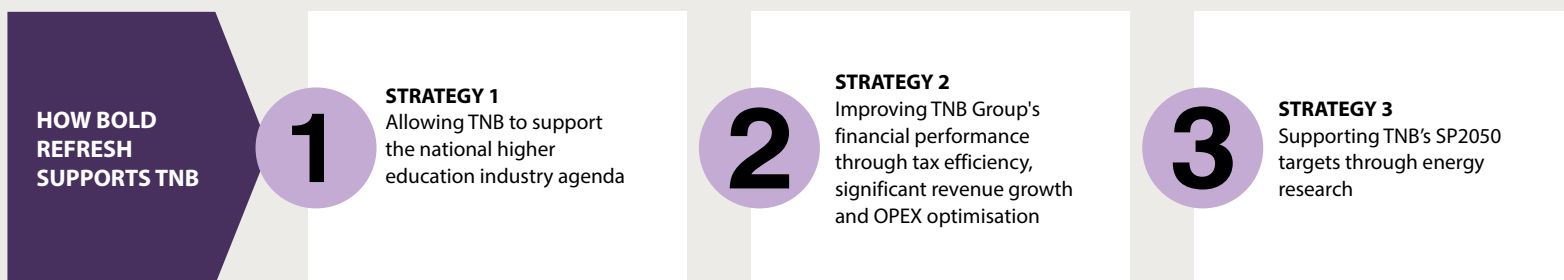 HOW BOLD
REFRESH
SUPPORTS TNB
1
STRATEGY 1
Allowing TNB to support
the national higher
education industry agenda
2
STRATEGY 2
Improving TNB Group's
financial performance
through tax efficiency,
significant revenue growth
and OPEX optimisation
3
STRATEGY 3
Supporting TNB’s SP2050
targets through energy
research